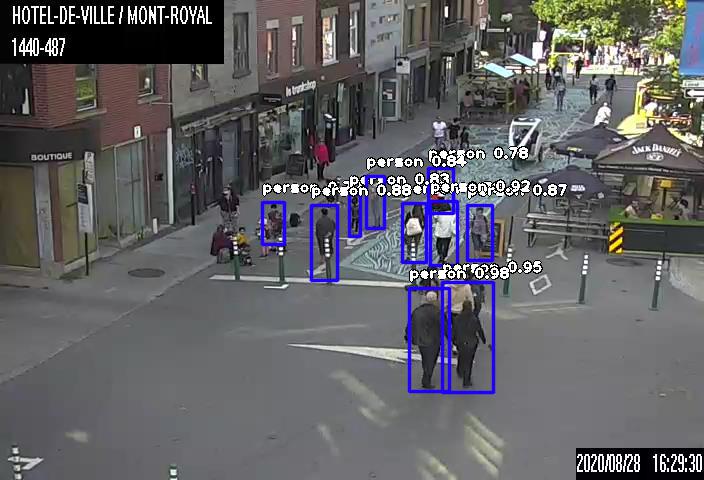 HOTEL-DE-VILLE / MONT-ROYAL
1440-487
BOUTIQUE
JACK DANIEL'S
person 0.78
person 0.84
person 0.83
person 0.92
person 0.88
person 0.87
person 0.95
person 0.98
2020/08/28 16:29:30